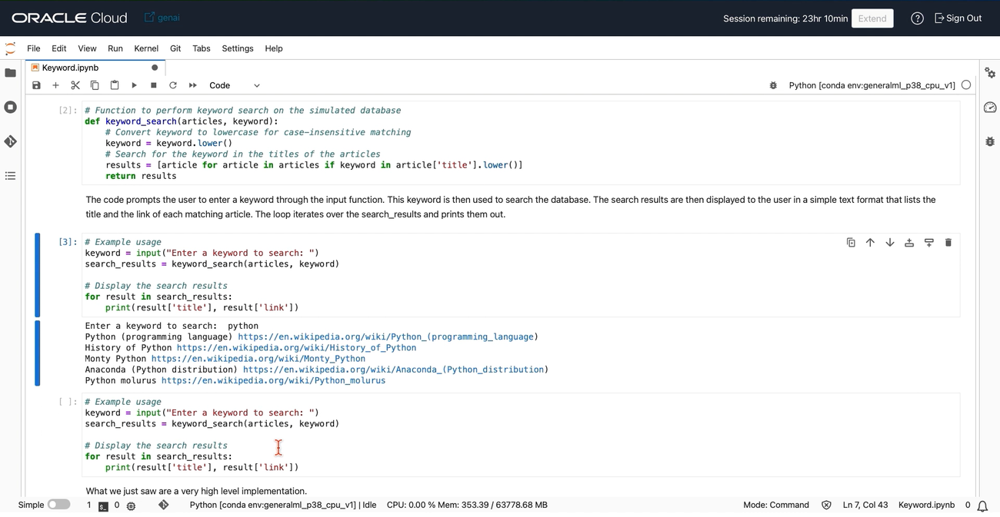 ORACLE Cloud genai Session remaining: 23hr 10min Extend Sign Out
File Edit View Run Kernel Git Tabs Settings Help
Keyword.ipynb
Code Python [conda env:generalml_p38_cpu_v1]
[2]: # Function to perform keyword search on the simulated database
def keyword_search(articles, keyword):
# Convert keyword to lowercase for case-insensitive matching
keyword = keyword.lower()
# Search for the keyword in the titles of the articles
results = [article for article in articles if keyword in article['title'].lower()]
return results
The code prompts the user to enter a keyword through the input function. This keyword is then used to search the database. The search results are then displayed to the user in a simple text format that lists the
title and the link of each matching article. The loop iterates over the search_results and prints them out.
[3]: # Example usage
keyword = input("Enter a keyword to search: ")
search_results = keyword_search(articles, keyword)
# Display the search results
for result in search_results:
print(result['title'], result['link'])
Enter a keyword to search: python
Python (programming language) https://en.wikipedia.org/wiki/Python_(programming_language)
History of Python https://en.wikipedia.org/wiki/History_of_Python
Monty Python https://en.wikipedia.org/wiki/Monty_Python
Anaconda (Python distribution) https://en.wikipedia.org/wiki/Anaconda_(Python_distribution)
Python molurus https://en.wikipedia.org/wiki/Python_molurus
[ ]: # Example usage
keyword = input("Enter a keyword to search: ")
search_results = keyword_search(articles, keyword)
# Display the search results
for result in search_results:
print(result['title'], result['link'])
What we just saw are a very high level implementation.
Simple 1 0 Python [conda env:generalml_p38_cpu_v1] | Idle CPU: 0.00 % Mem: 353.39 / 63778.68 MB Mode: Command Ln 7, Col 43 Keyword.ipynb 0